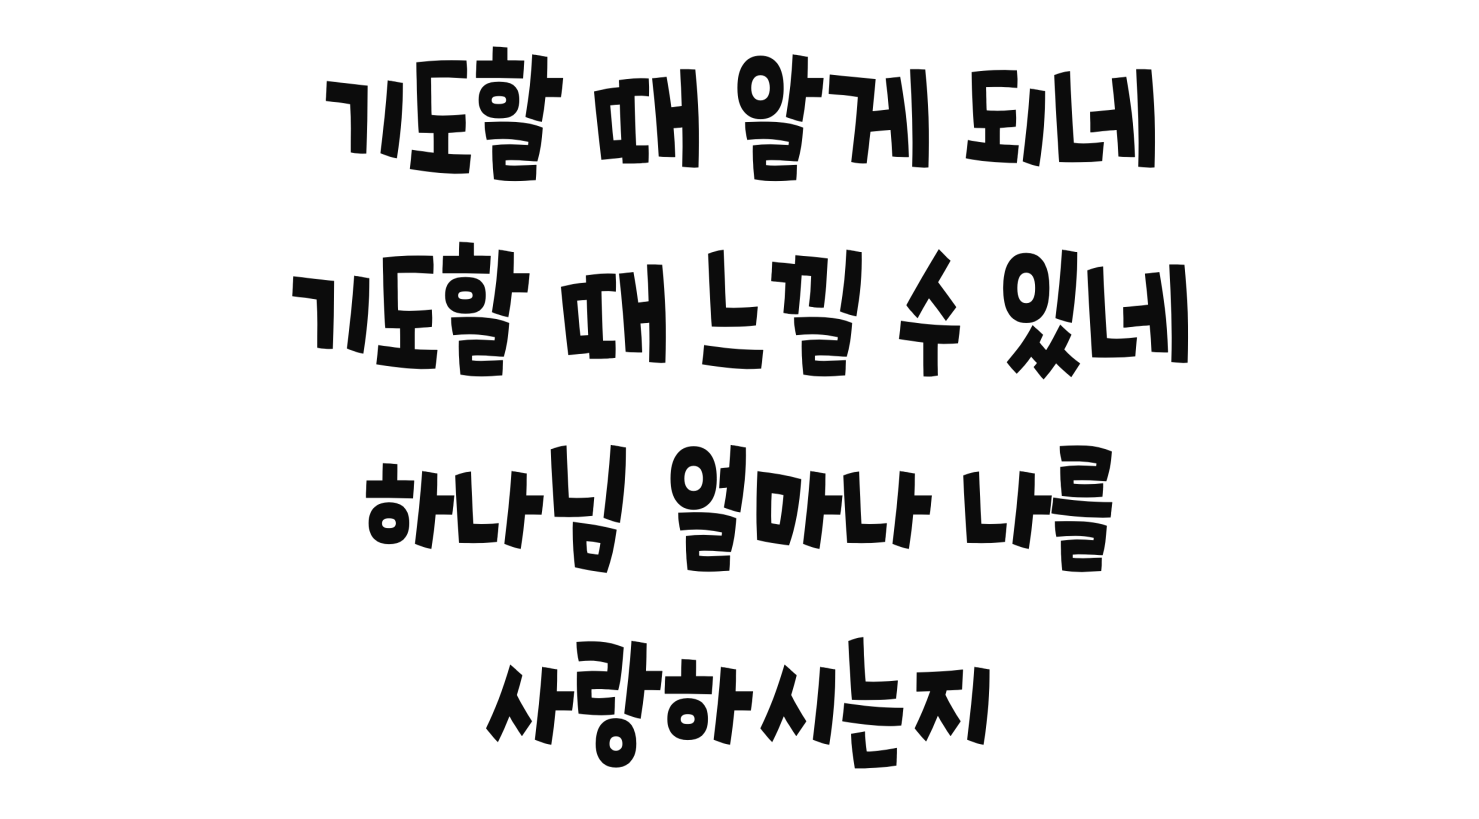 기도할 때 알게 되네
기도할 때 느낄 수 있네
하나님 얼마나 나를
사랑하시는지